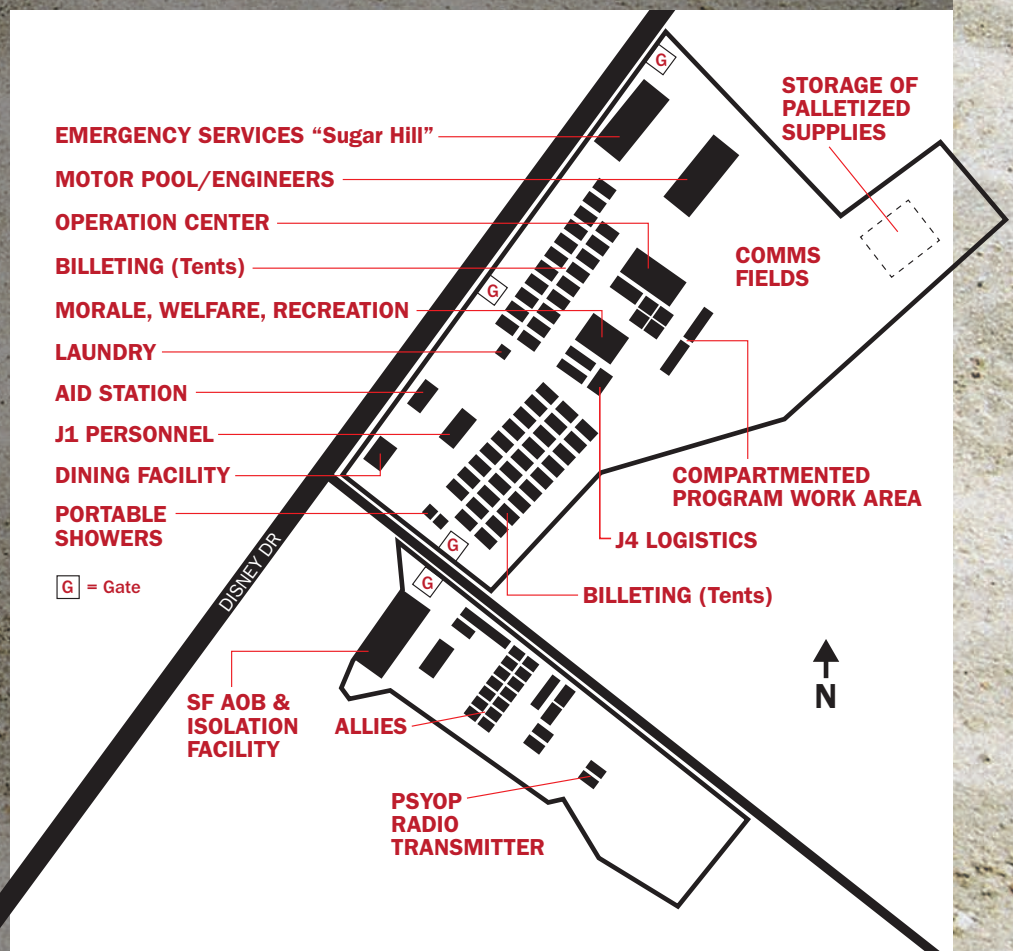 G
STORAGE OF
PALLETIZED
SUPPLIES
EMERGENCY SERVICES “Sugar Hill”
MOTOR POOL/ENGINEERS
OPERATION CENTER
COMMS
FIELDS
BILLETING (Tents)
G
MORALE, WELFARE, RECREATION
LAUNDRY
AID STATION
J1 PERSONNEL
DINING FACILITY
COMPARTMENTED
PROGRAM WORK AREA
PORTABLE
SHOWERS
J4 LOGISTICS
G
G = Gate
G
DISNEY DR
BILLETING (Tents)
N
SF AOB &
ISOLATION
FACILITY
ALLIES
PSYOP
RADIO
TRANSMITTER